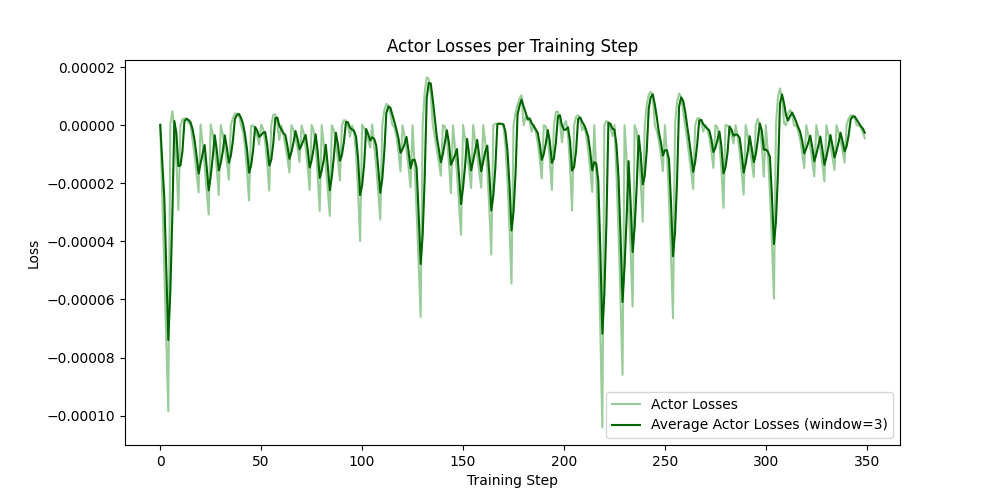 Actor Losses per Training Step
0.00002
0.00000
−0.00002
−0.00004
−0.00006
−0.00008
−0.00010
Loss
Actor Losses
Average Actor Losses (window=3)
0 50 100 150 200 250 300 350
Training Step